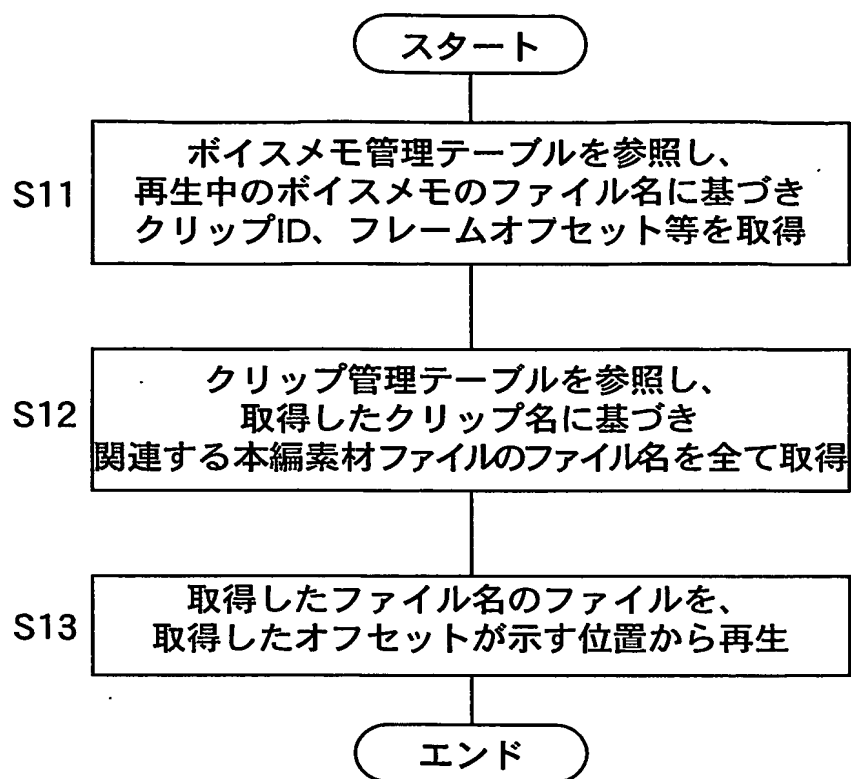 スタート
S11
ボイスメモ管理テーブルを参照し、
再生中のボイスメモのファイル名に基づき
クリップID、フレームオフセット等を取得
S12
クリップ管理テーブルを参照し、
取得したクリップ名に基づき
関連する本編素材ファイルのファイル名を全て取得
S13
取得したファイル名のファイルを、
取得したオフセットが示す位置から再生
エンド